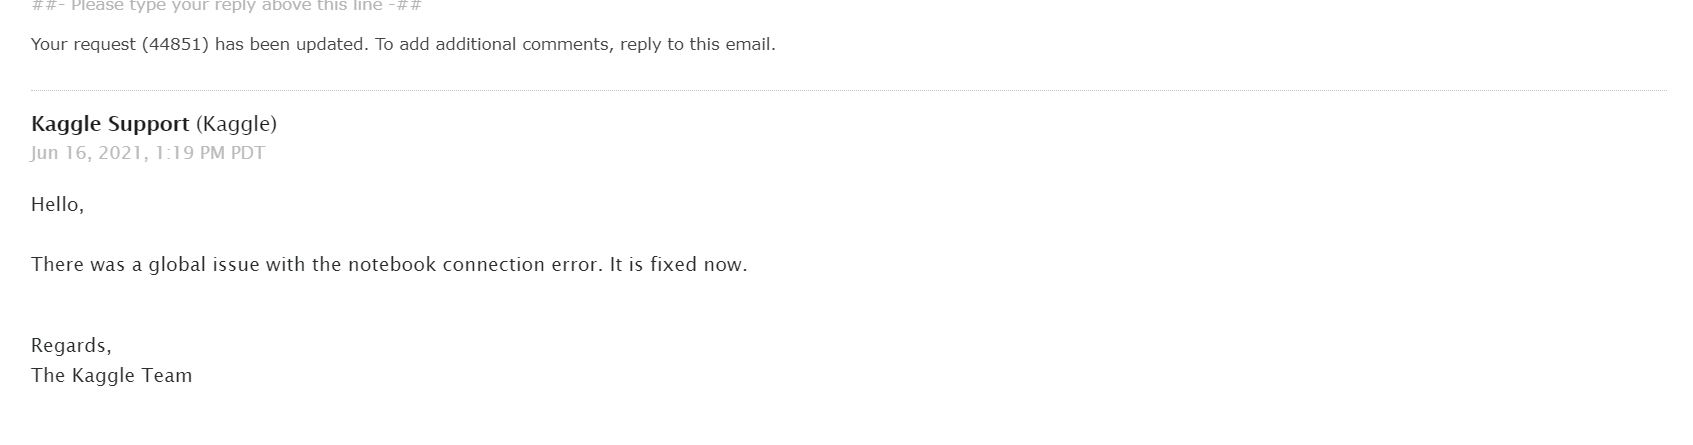 ##- Please type your reply above this line -##
Your request (44851) has been updated. To add additional comments, reply to this email.
Kaggle Support (Kaggle)
Jun 16, 2021, 1:19 PM PDT
Hello,
There was a global issue with the notebook connection error. It is fixed now.
Regards,
The Kaggle Team